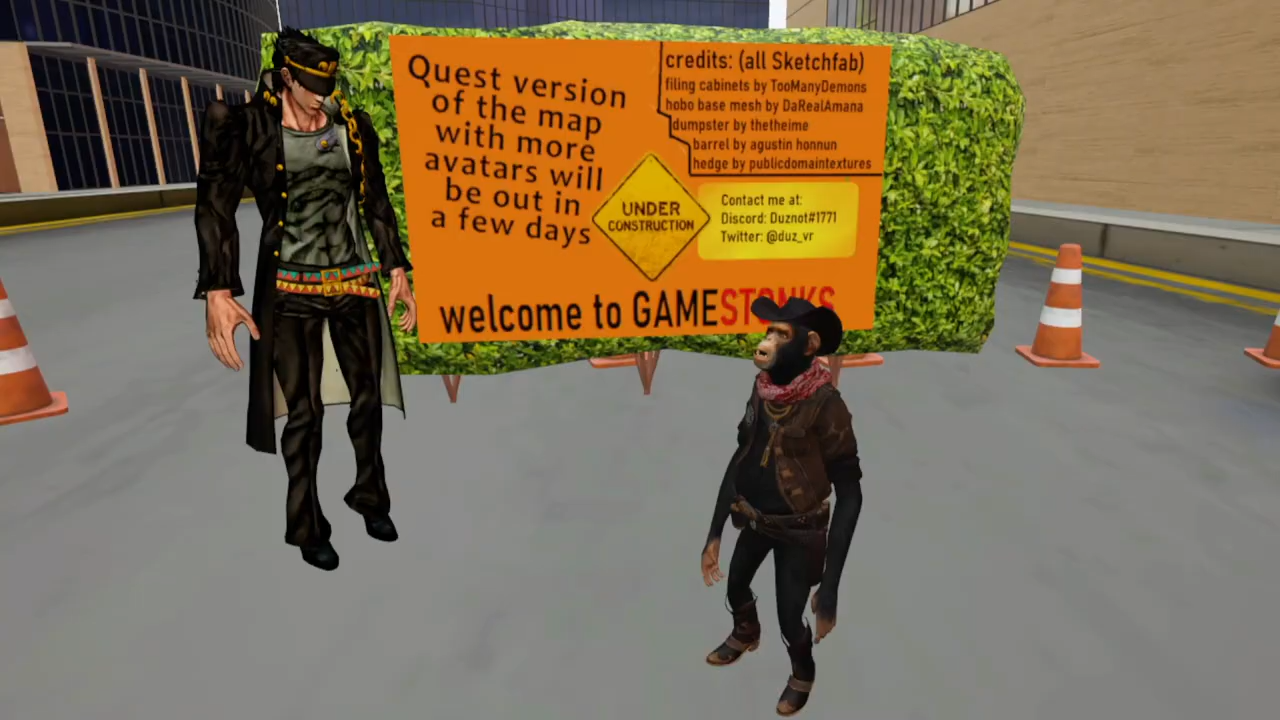 Quest version
of the map
with more
avatars will
be out in
a few days
credits: (all Sketchfab)
filing cabinets by TooManyDemons
hobo base mesh by DaRealAmana
dumpster by thetheime
barrel by agustin honnun
hedge by publicdomaintextures
UNDER
CONSTRUCTION
Contact me at:
Discord: Duznot#1771
Twitter: @duz_vr
welcome to GAMESTONKS